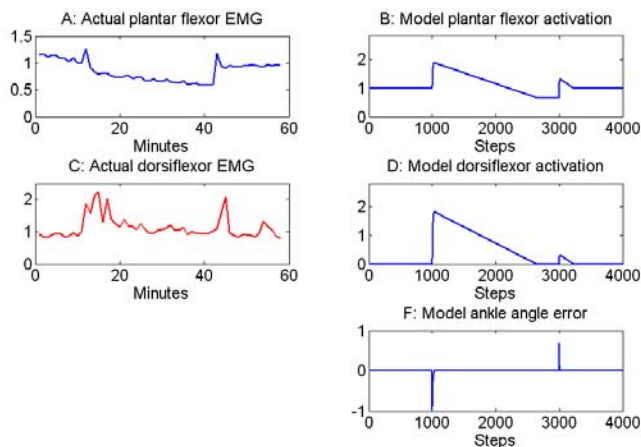 A: Actual plantar flexor EMG
1.5
1
0.5
0
0 20 40 60
Minutes
B: Model plantar flexor activation
2
1
0
0 1000 2000 3000 4000
Steps
C: Actual dorsiflexor EMG
2
1
0
0 20 40 60
Minutes
D: Model dorsiflexor activation
2
1
0
0 1000 2000 3000 4000
Steps
F: Model ankle angle error
1
0
-1
0 1000 2000 3000 4000
Steps